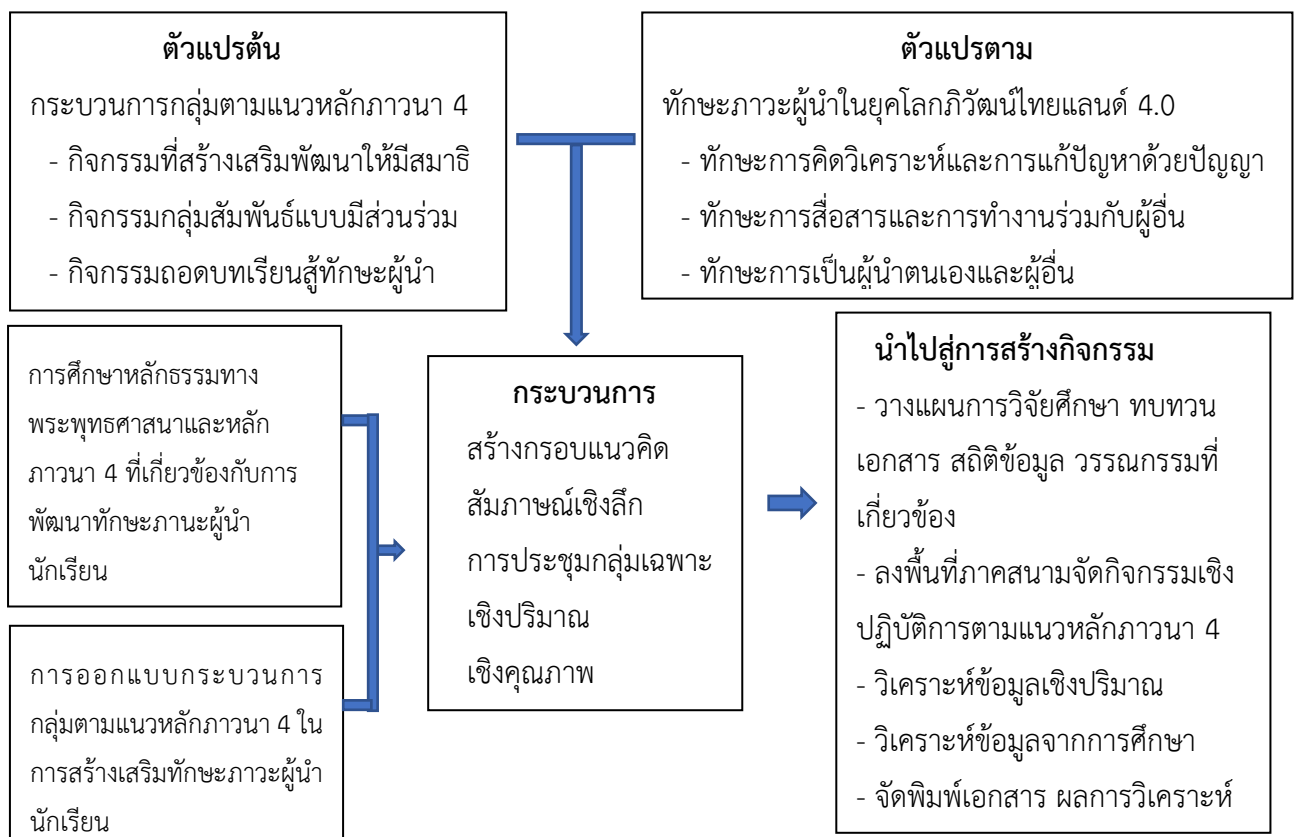 ตัวแปรต้น
กระบวนการกลุ่มตามแนวหลักภาวนา 4
- กิจกรรมที่สร้างเสริมพัฒนาให้มีสมาธิ
- กิจกรรมกลุ่มสัมพันธ์แบบมีส่วนร่วม
- กิจกรรมถอดบทเรียนสู้ทักษะผู้นำ
ตัวแปรตาม
ทักษะภาวะผู้นำในยุคโลกภิวัฒน์ไทยแลนด์ 4.0
- ทักษะการคิดวิเคราะห์และการแก้ปัญหาด้วยปัญญา
- ทักษะการสื่อสารและการทำงานร่วมกับผู้อื่น
- ทักษะการเป็นผู้นำตนเองและผู้อื่น
การศึกษาหลักธรรมทาง
พระพุทธศาสนาและหลัก
ภาวนา 4 ที่เกี่ยวข้องกับการ
พัฒนาทักษะภานะผู้นำ
นักเรียน
การออกแบบกระบวนการ
กลุ่มตามแนวหลักภาวนา 4 ใน
การสร้างเสริมทักษะภาวะผู้นำ
นักเรียน
กระบวนการ
สร้างกรอบแนวคิด
สัมภาษณ์เชิงลึก
การประชุมกลุ่มเฉพาะ
เชิงปริมาณ
เชิงคุณภาพ
นำไปสู่การสร้างกิจกรรม
- วางแผนการวิจัยศึกษา ทบทวน
เอกสาร สถิติข้อมูล วรรณกรรมที่
เกี่ยวข้อง
- ลงพื้นที่ภาคสนามจัดกิจกรรมเชิง
ปฏิบัติการตามแนวหลักภาวนา 4
- วิเคราะห์ข้อมูลเชิงปริมาณ
- วิเคราะห์ข้อมูลจากการศึกษา
- จัดพิมพ์เอกสาร ผลการวิเคราะห์